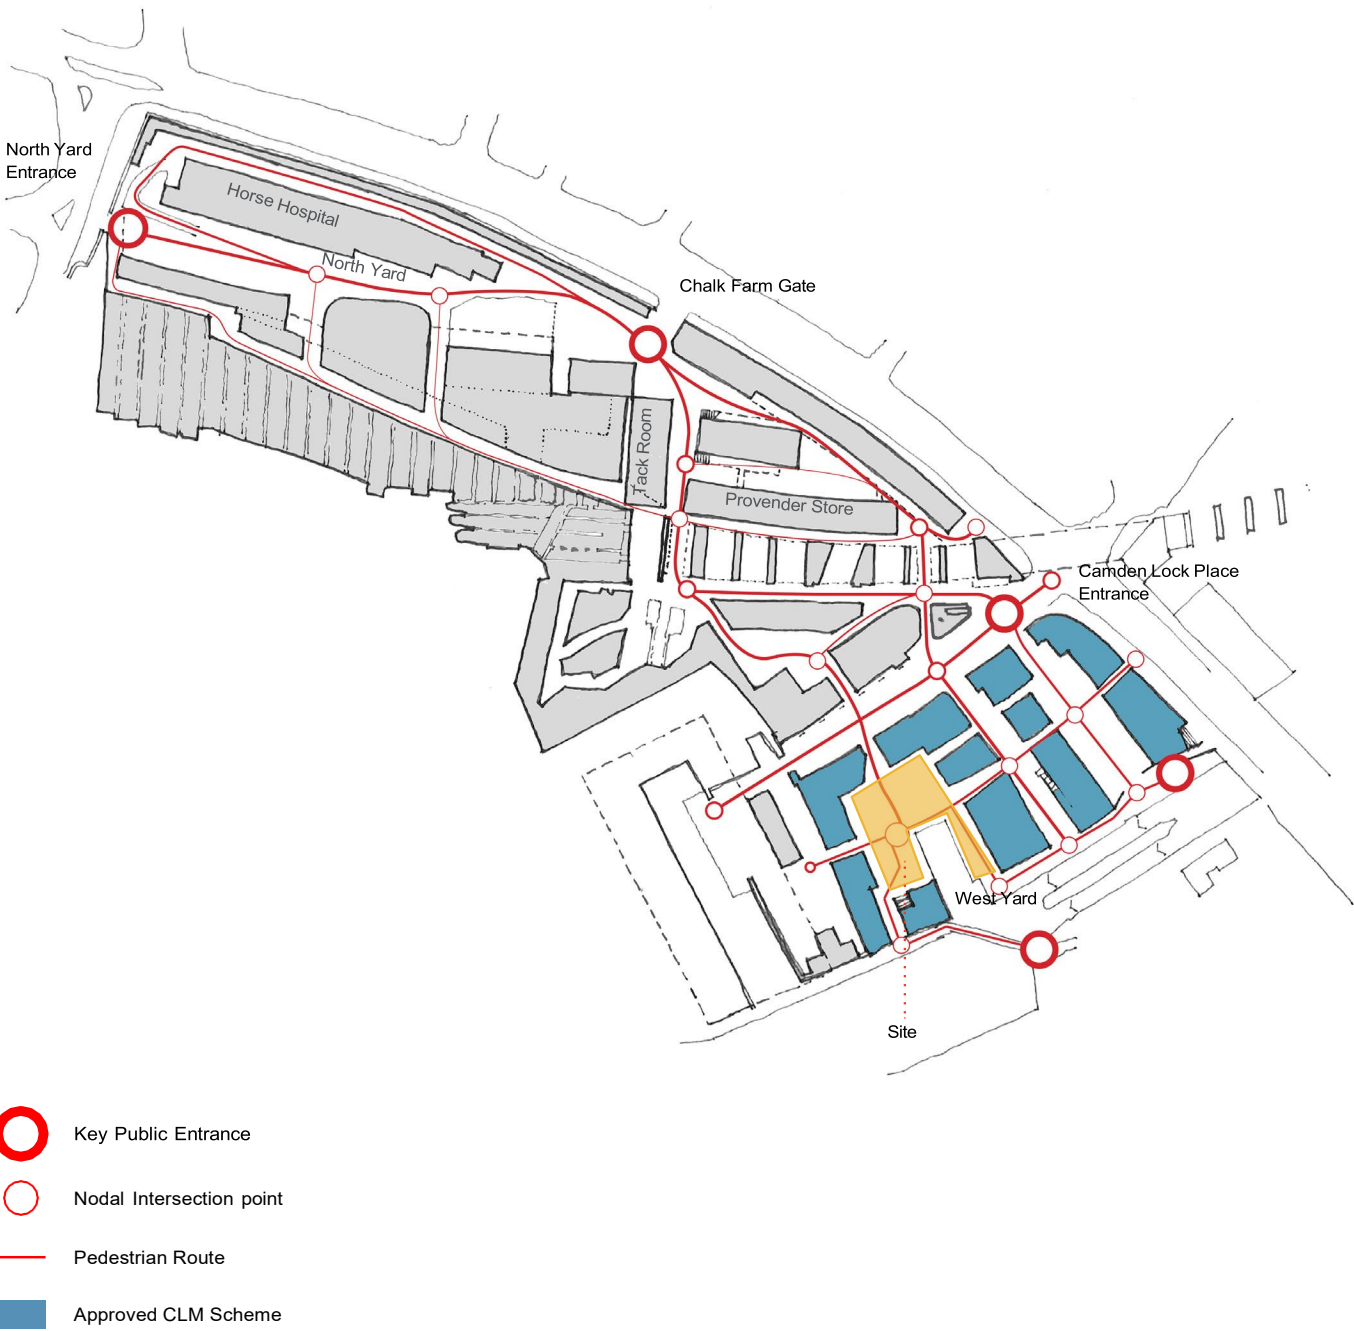 North Yard
Entrance
Horse Hospital
North Yard
Chalk Farm Gate
Tack Room
Provender Store
Camden Lock Place
Entrance
West Yard
Site
Key Public Entrance
Nodal Intersection point
Pedestrian Route
Approved CLM Scheme